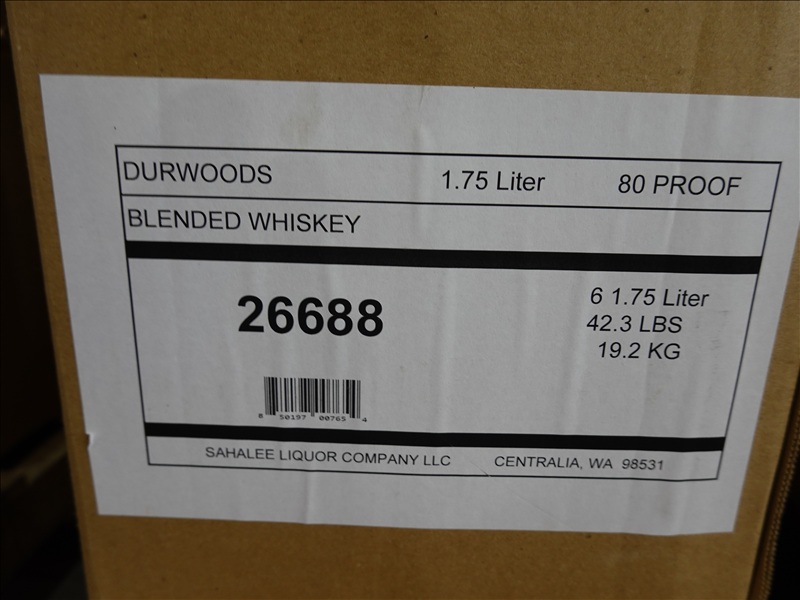 DURWOODS 1.75 Liter 80 PROOF
BLENDED WHISKEY
26688
6 1.75 Liter
42.3 LBS
19.2 KG
8 50197 00765 4
SAHALEE LIQUOR COMPANY LLC CENTRALIA, WA 98531